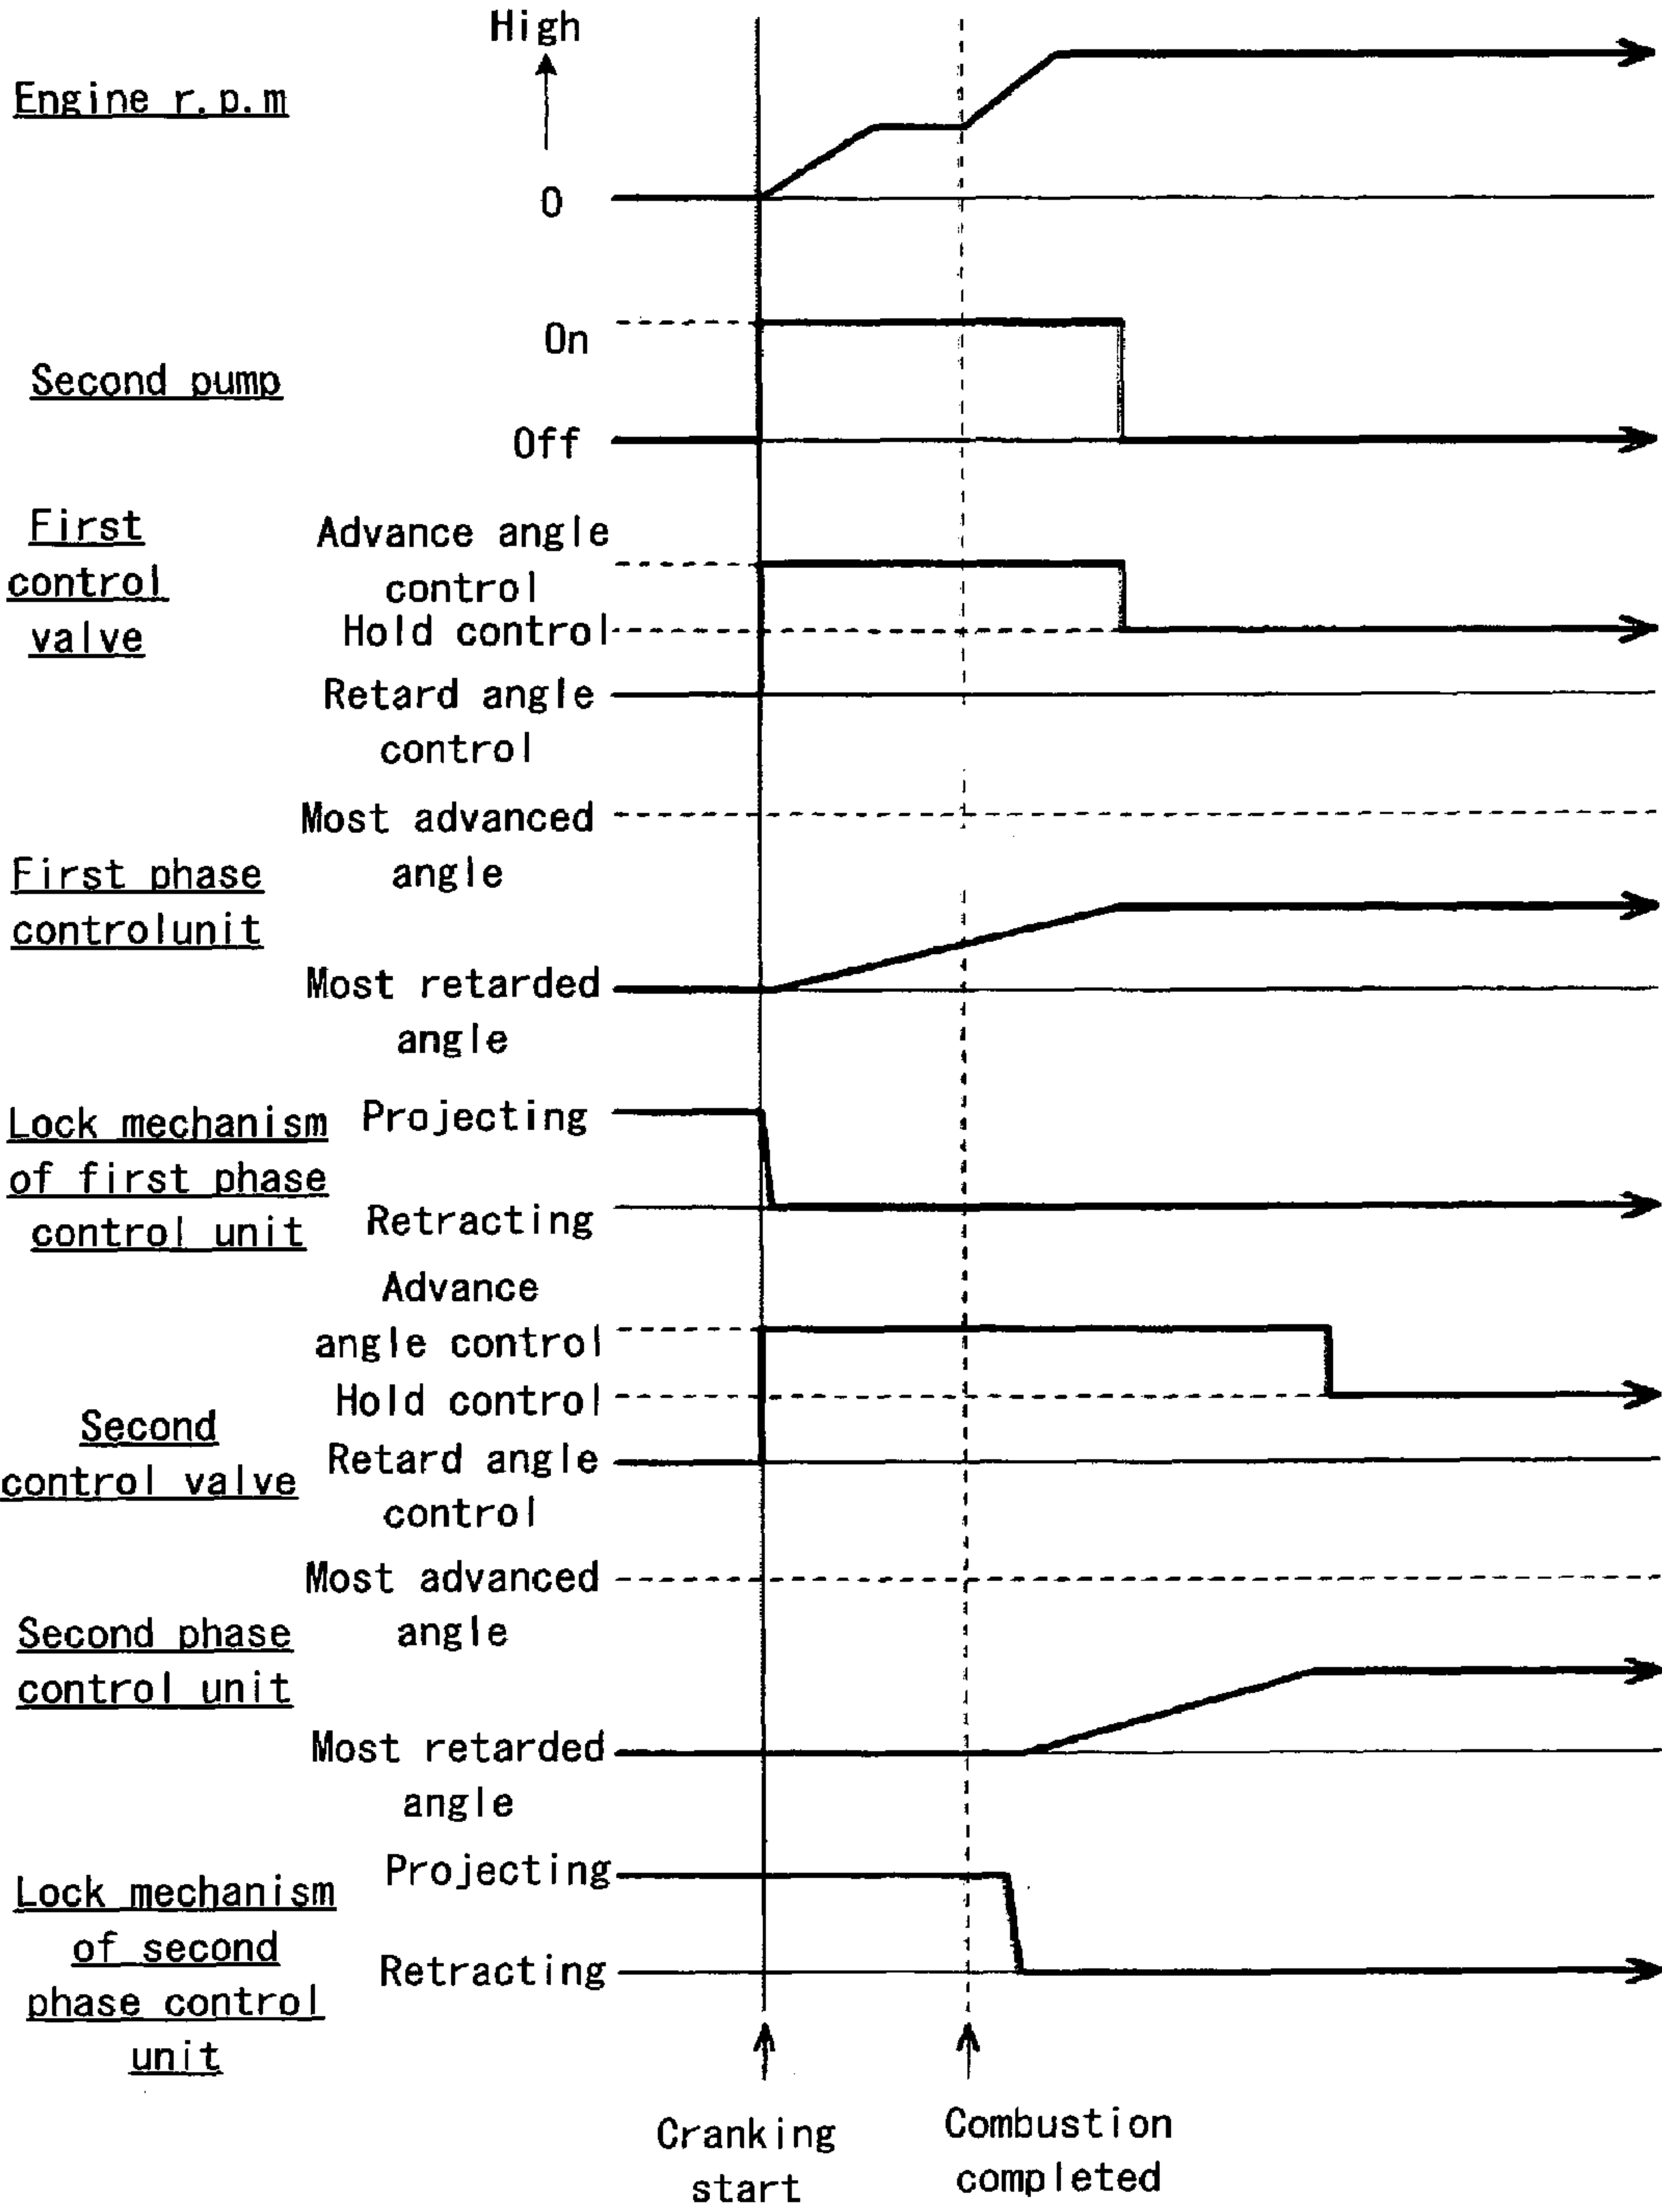 High
Engine r.p.m
0
On
Second pump
Off
First
control
valve
Advance angle
control
Hold control
Retard angle
control
Most advanced
angle
First phase
controlunit
Most retarded
angle
Lock mechanism
of first phase
control unit
Projecting
Retracting
Advance
angle control
Hold control
Second
control valve
Retard angle
control
Most advanced
angle
Second phase
control unit
Most retarded
angle
Projecting
Lock mechanism
of second
phase control
unit
Retracting
Cranking
start
Combustion
completed